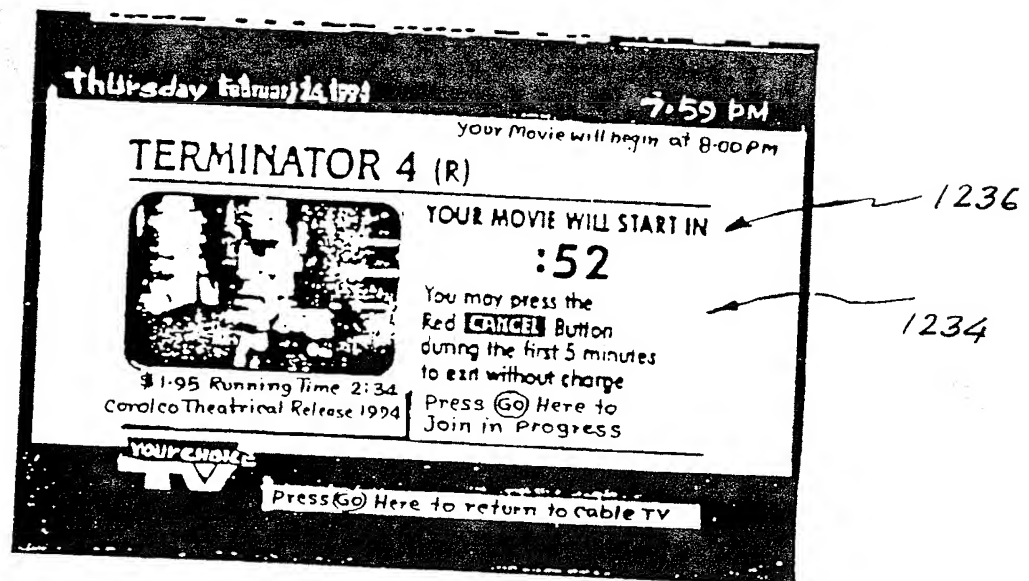 Thursday February 24, 1994
7:59 PM
Your Movie will begin at 8:00 PM
TERMINATOR 4 (R)
YOUR MOVIE WILL START IN
1236
:52
You may press the
Red CANCEL Button
during the first 5 minutes
to exit without charge
1234
$1.95 Running Time 2:34
Corolco Theatrical Release 1994
Press Go Here to
Join in Progress
YOUR CHOICE
TV
Press Go Here to return to cable TV